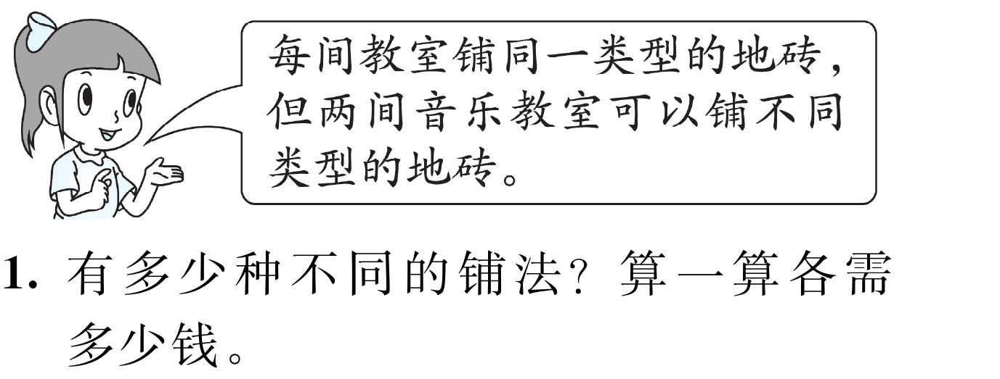 每间教室铺同一类型的地砖，
但两间音乐教室可以铺不同
类型的地砖。
1. 有多少种不同的铺法？算一算各需
多少钱。